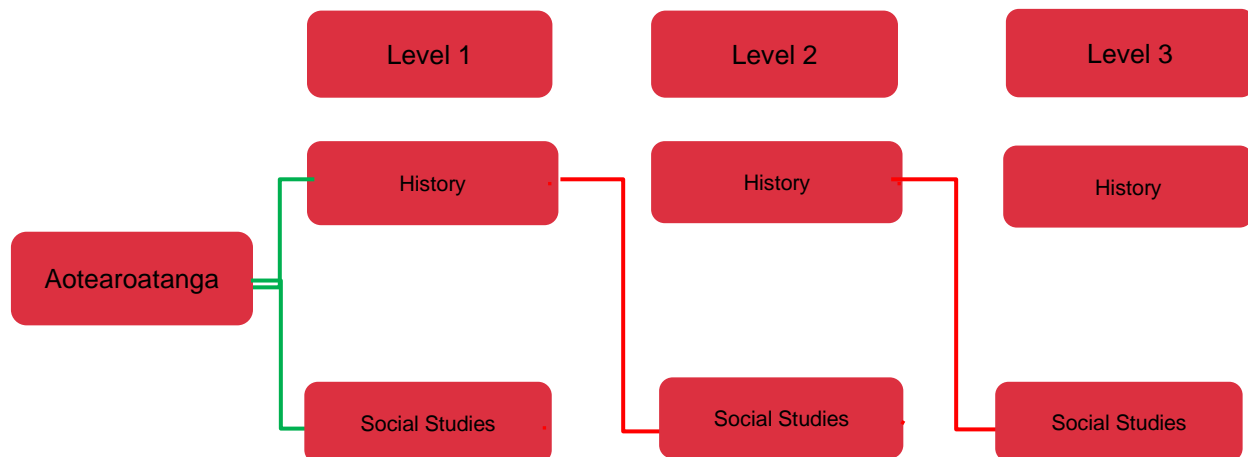 Level 1
Level 2
Level 3
History
History
History
Aotearoatanga
Social Studies
Social Studies
Social Studies